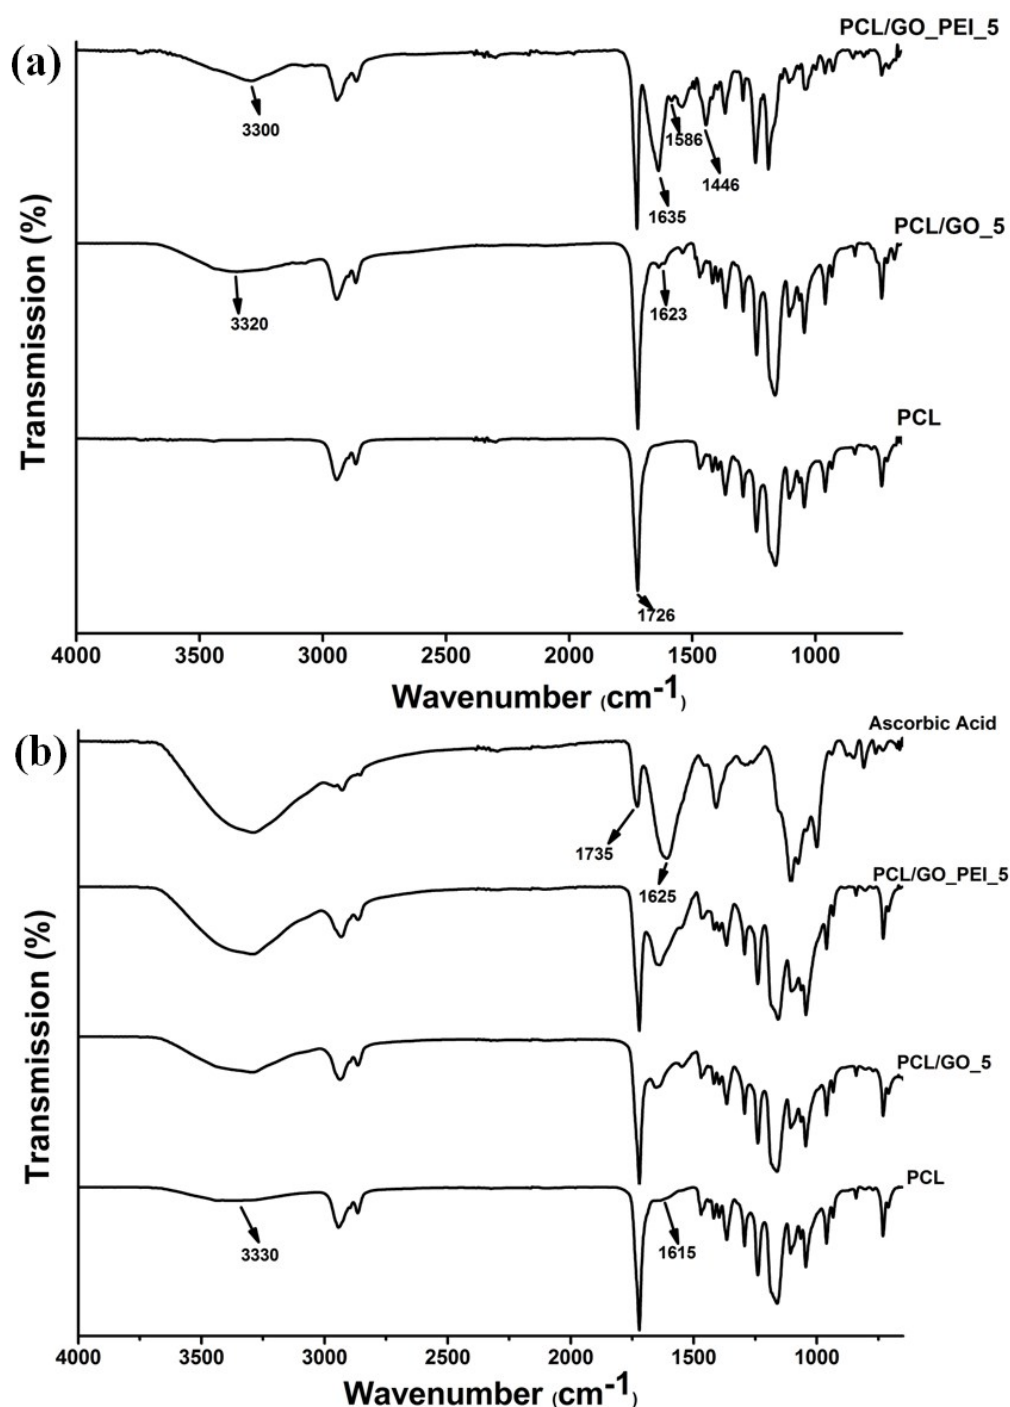 PCL/GO_PEI_5
(a)
3300
1586
1446
1635
PCL/GO_5
3320
1623
PCL
1726
Transmission (%)
4000 3500 3000 2500 2000 1500 1000
Wavenumber (cm-1)
Ascorbic Acid
(b)
1735
1625
PCL/GO_PEI_5
PCL/GO_5
PCL
3330
1615
Transmission (%)
4000 3500 3000 2500 2000 1500 1000
Wavenumber (cm-1)